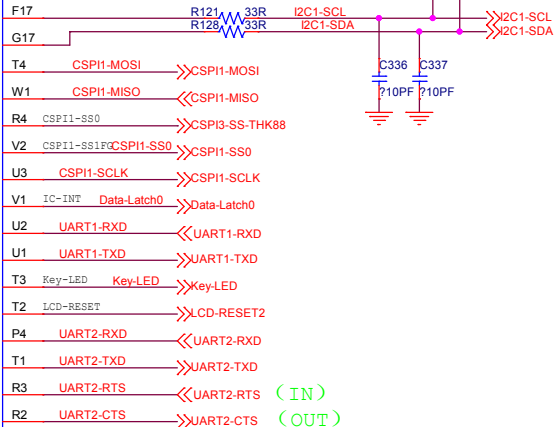 F17 R121 33R I2C1-SCL I2C1-SCL
G17 R128 33R I2C1-SDA I2C1-SDA
C336 C337
?10PF ?10PF
T4 CSPI1-MOSI CSPI1-MOSI
W1 CSPI1-MISO CSPI1-MISO
R4 CSPI1-SS0 CSPI3-SS-THK88
V2 CSPI1-SS1FG CSPI1-SS0 CSPI1-SS0
U3 CSPI1-SCLK CSPI1-SCLK
V1 IC-INT Data-Latch0 Data-Latch0
U2 UART1-RXD UART1-RXD
U1 UART1-TXD UART1-TXD
T3 Key-LED Key-LED Key-LED
T2 LCD-RESET LCD-RESET2
P4 UART2-RXD UART2-RXD
T1 UART2-TXD UART2-TXD
R3 UART2-RTS UART2-RTS (IN)
R2 UART2-CTS UART2-CTS (OUT)